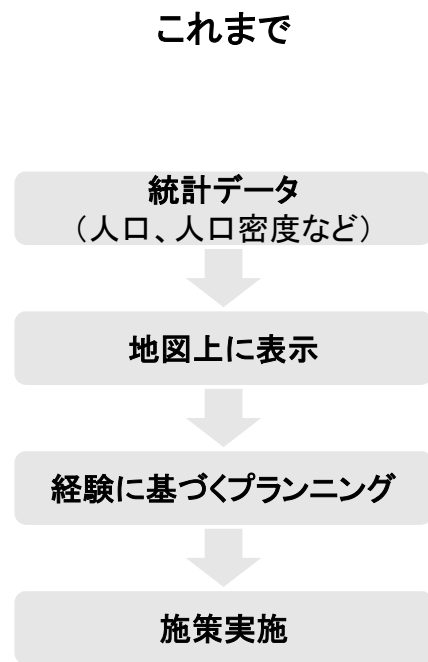 これまで
統計データ
（人口、人口密度など）
地図上に表示
経験に基づくプランニング
施策実施